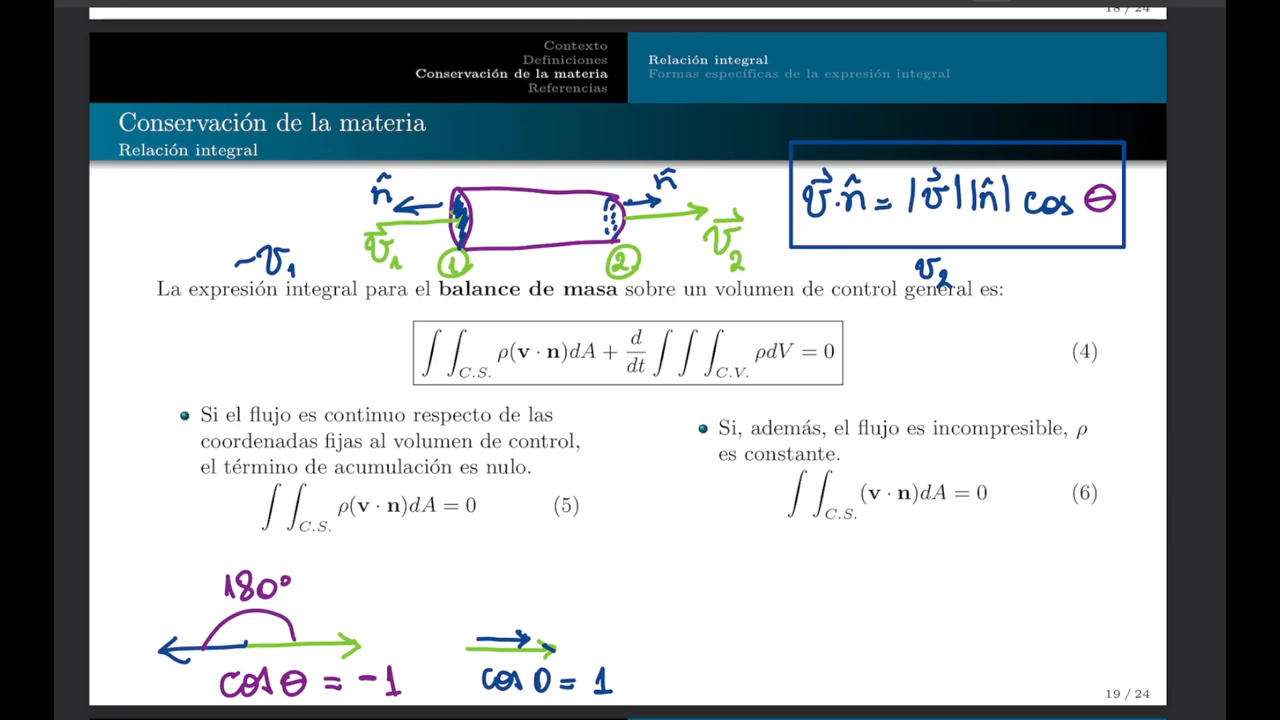 18 / 24
Contexto
Definiciones
Conservación de la materia
Referencias
Relación integral
Formas específicas de la expresión integral
Conservación de la materia
Relación integral
n̂
n̂
v⃗₁
1
2
v⃗₂
v⃗·n̂ = |v⃗||n̂| cos θ
-v₁
v₂
La expresión integral para el balance de masa sobre un volumen de control general es:
∫∫_C.S. ρ(v · n)dA + d/dt ∫∫∫_C.V. ρdV = 0 (4)
Si el flujo es continuo respecto de las
coordenadas fijas al volumen de control,
el término de acumulación es nulo.
∫∫_C.S. ρ(v · n)dA = 0 (5)
Si, además, el flujo es incompresible, ρ
es constante.
∫∫_C.S. (v · n)dA = 0 (6)
180°
cos θ = -1
cos 0 = 1
19 / 24